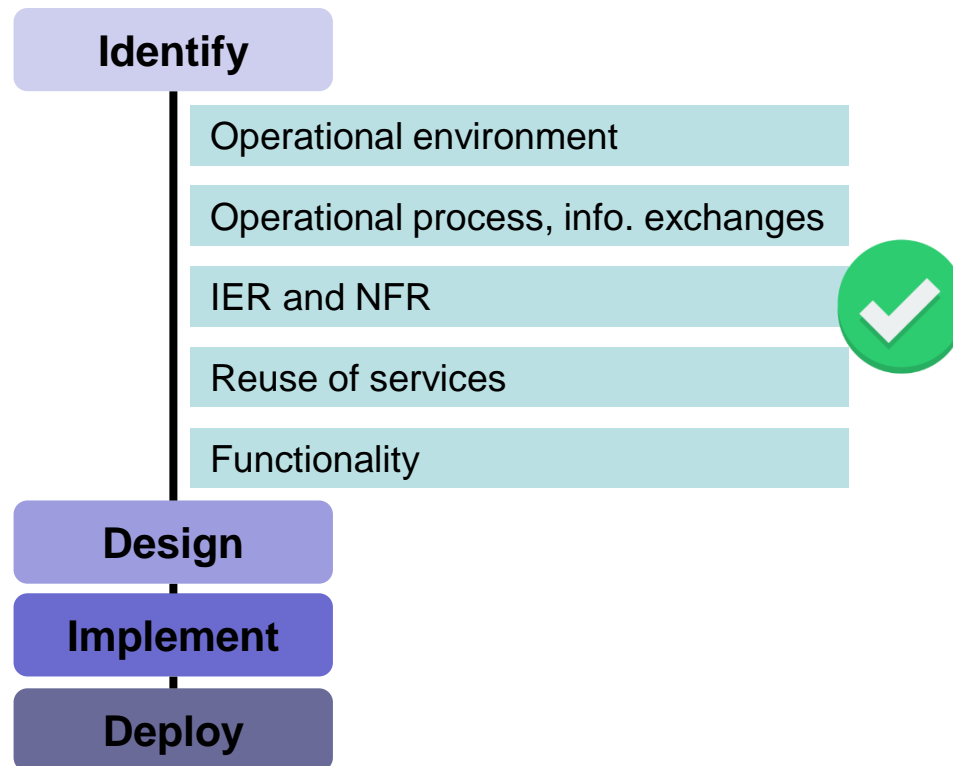 Identify
Operational environment
Operational process, info. exchanges
IER and NFR
Reuse of services
Functionality
Design
Implement
Deploy